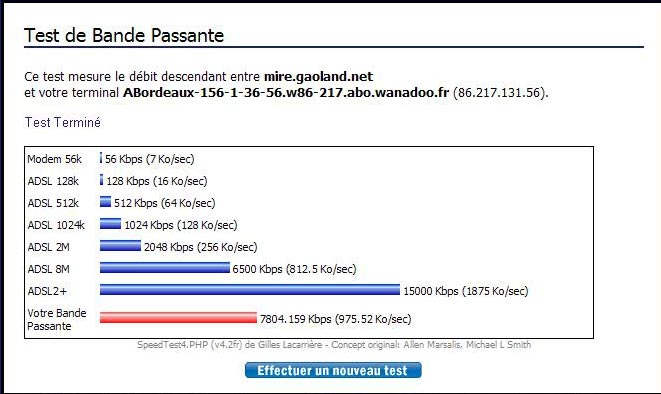 Test de Bande Passante
Ce test mesure le débit descendant entre mire.gaoland.net
et votre terminal ABordeaux-156-1-36-56.w86-217.abo.wanadoo.fr (86.217.131.56).
Test Terminé
Modem 56k 56 Kbps (7 Ko/sec)
ADSL 128k 128 Kbps (16 Ko/sec)
ADSL 512k 512 Kbps (64 Ko/sec)
ADSL 1024k 1024 Kbps (128 Ko/sec)
ADSL 2M 2048 Kbps (256 Ko/sec)
ADSL 8M 6500 Kbps (812.5 Ko/sec)
ADSL2+ 15000 Kbps (1875 Ko/sec)
Votre Bande
Passante 7804.159 Kbps (975.52 Ko/sec)
SpeedTest4.PHP (v4.2fr) de Gilles Lacarrière - Concept original: Allen Marsalis, Michael L Smith
Effectuer un nouveau test